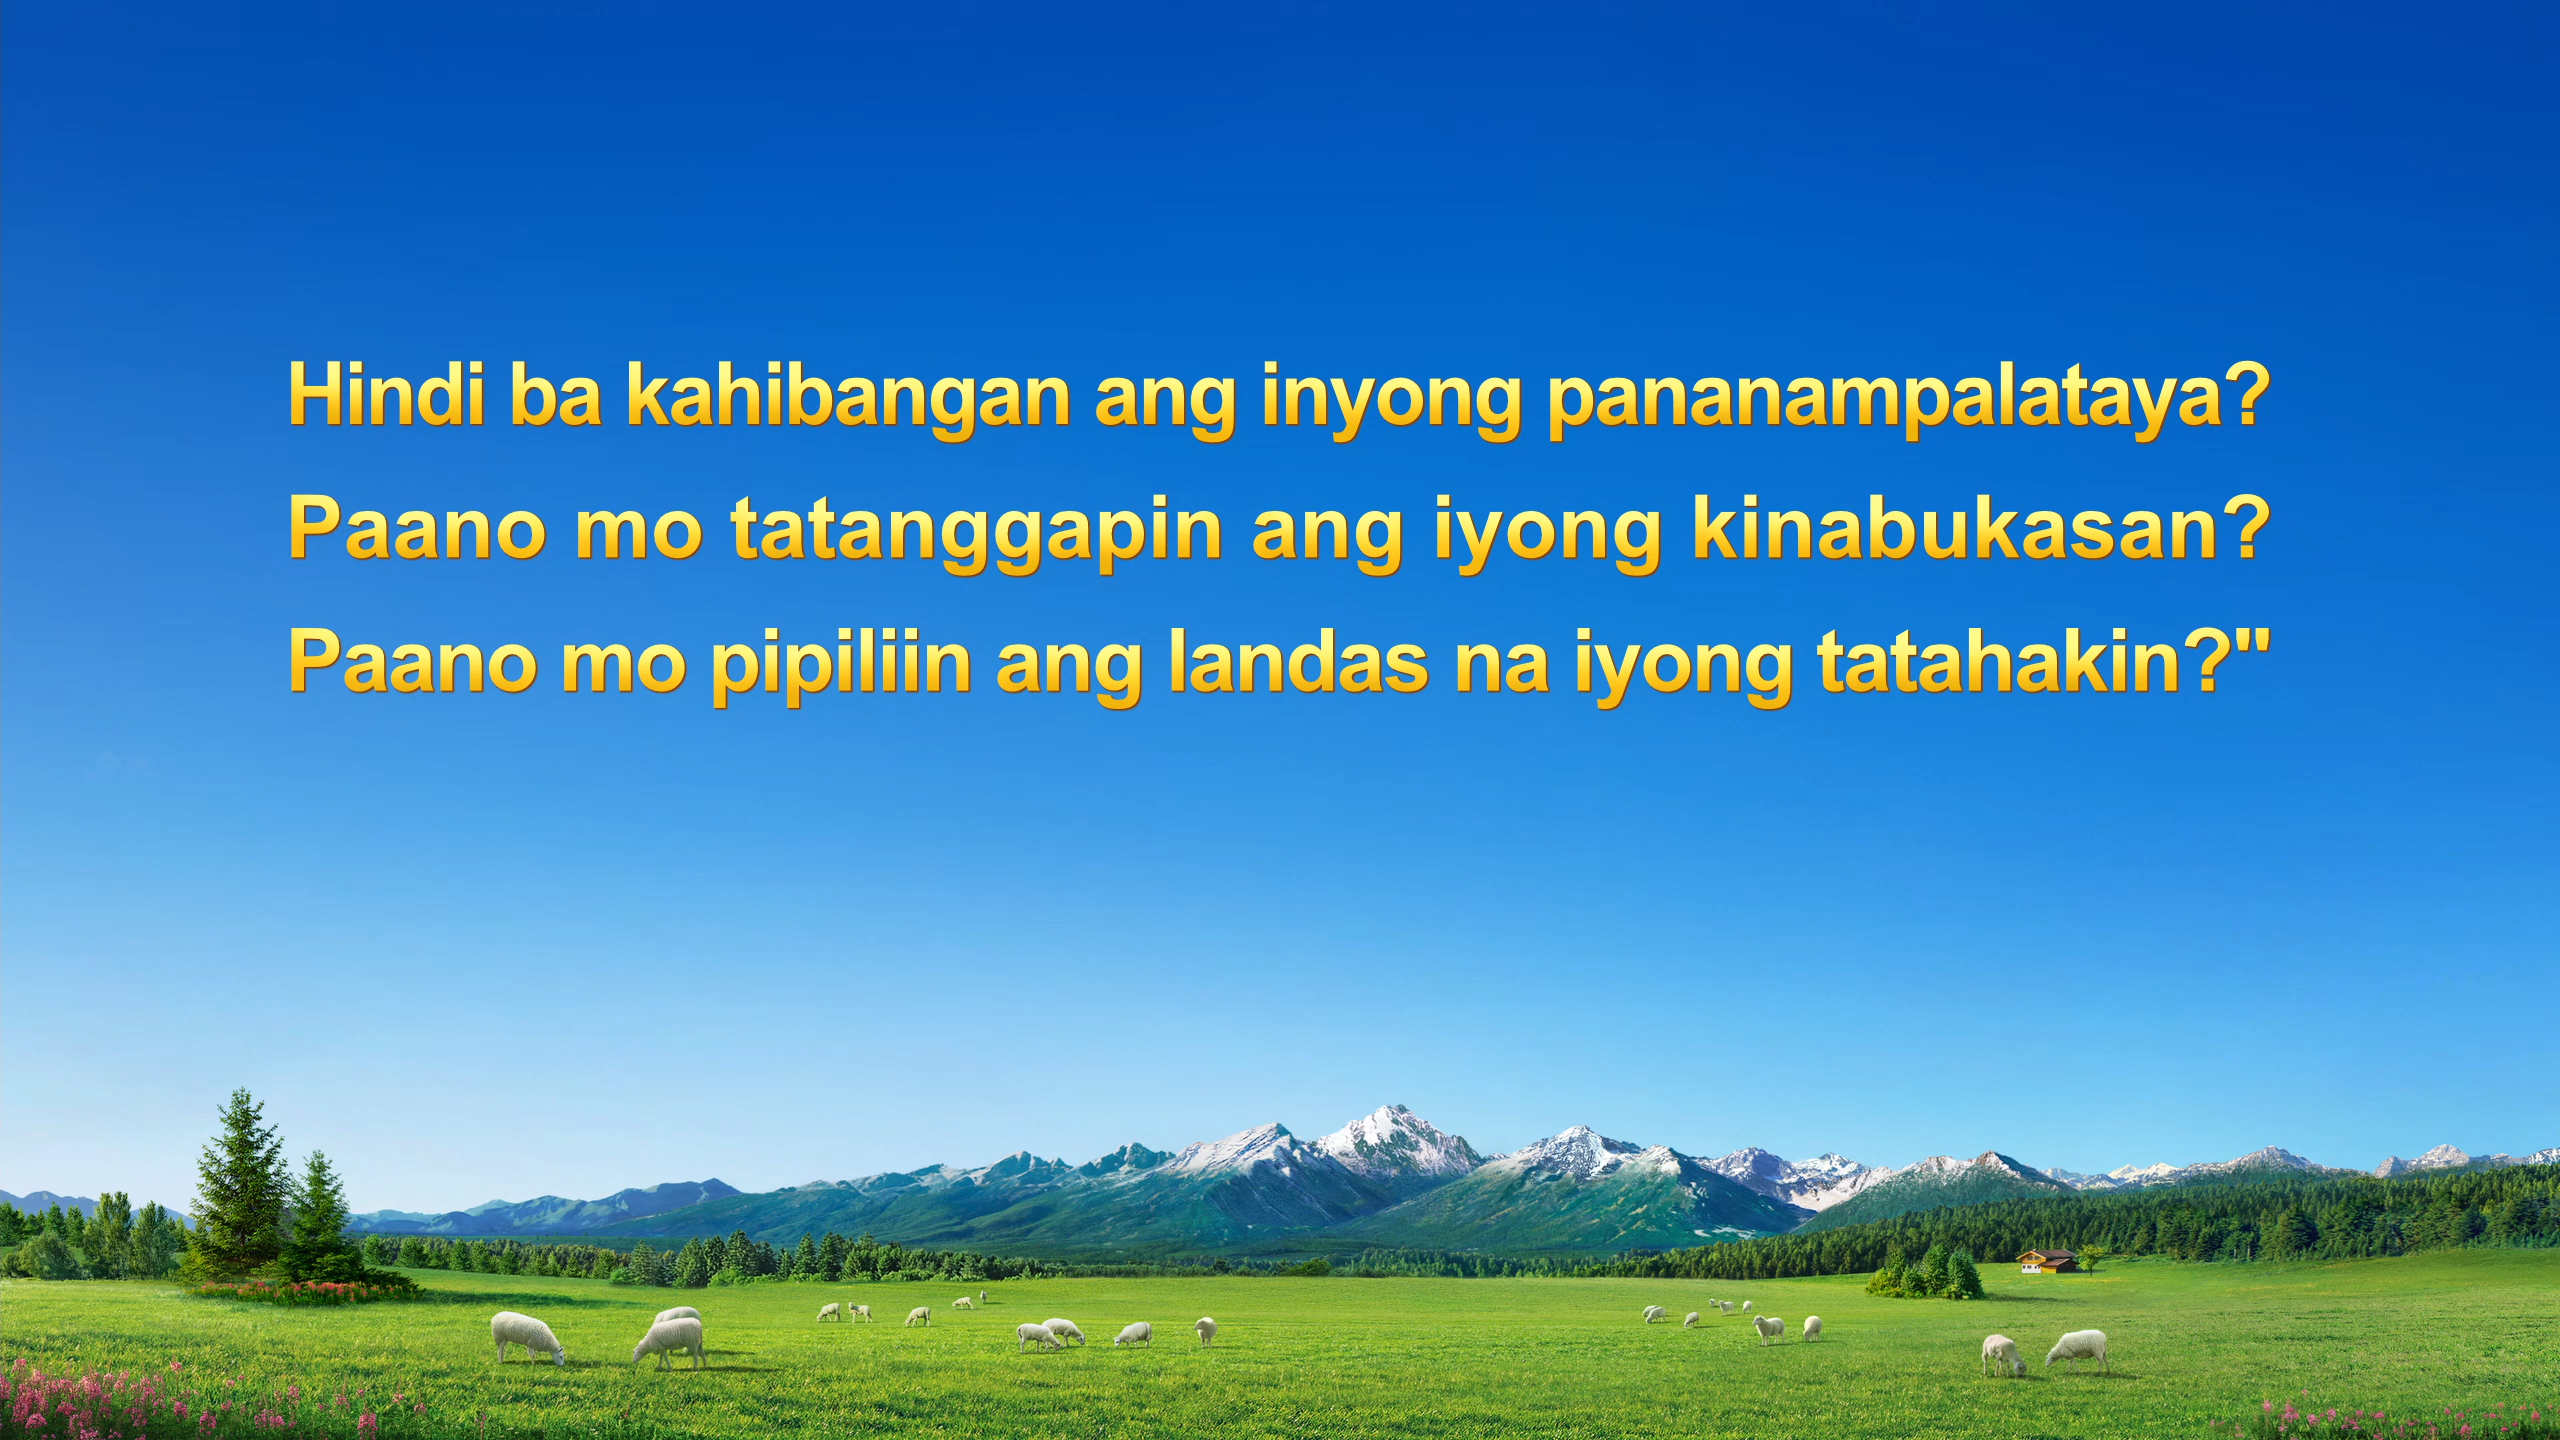 Hindi ba kahibangan ang inyong pananampalataya?
Paano mo tatanggapin ang iyong kinabukasan?
Paano mo pipiliin ang landas na iyong tatahakin?"